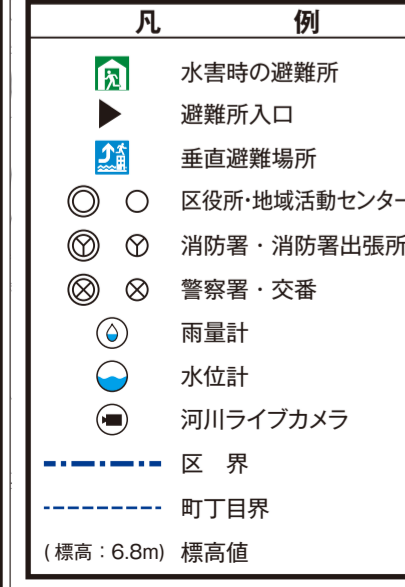 凡 例
水害時の避難所
避難所入口
垂直避難場所
区役所･地域活動センター
消防署・消防署出張所
警察署・交番
雨量計
水位計
河川ライブカメラ
区 界
町丁目界
(標高：6.8m) 標高値